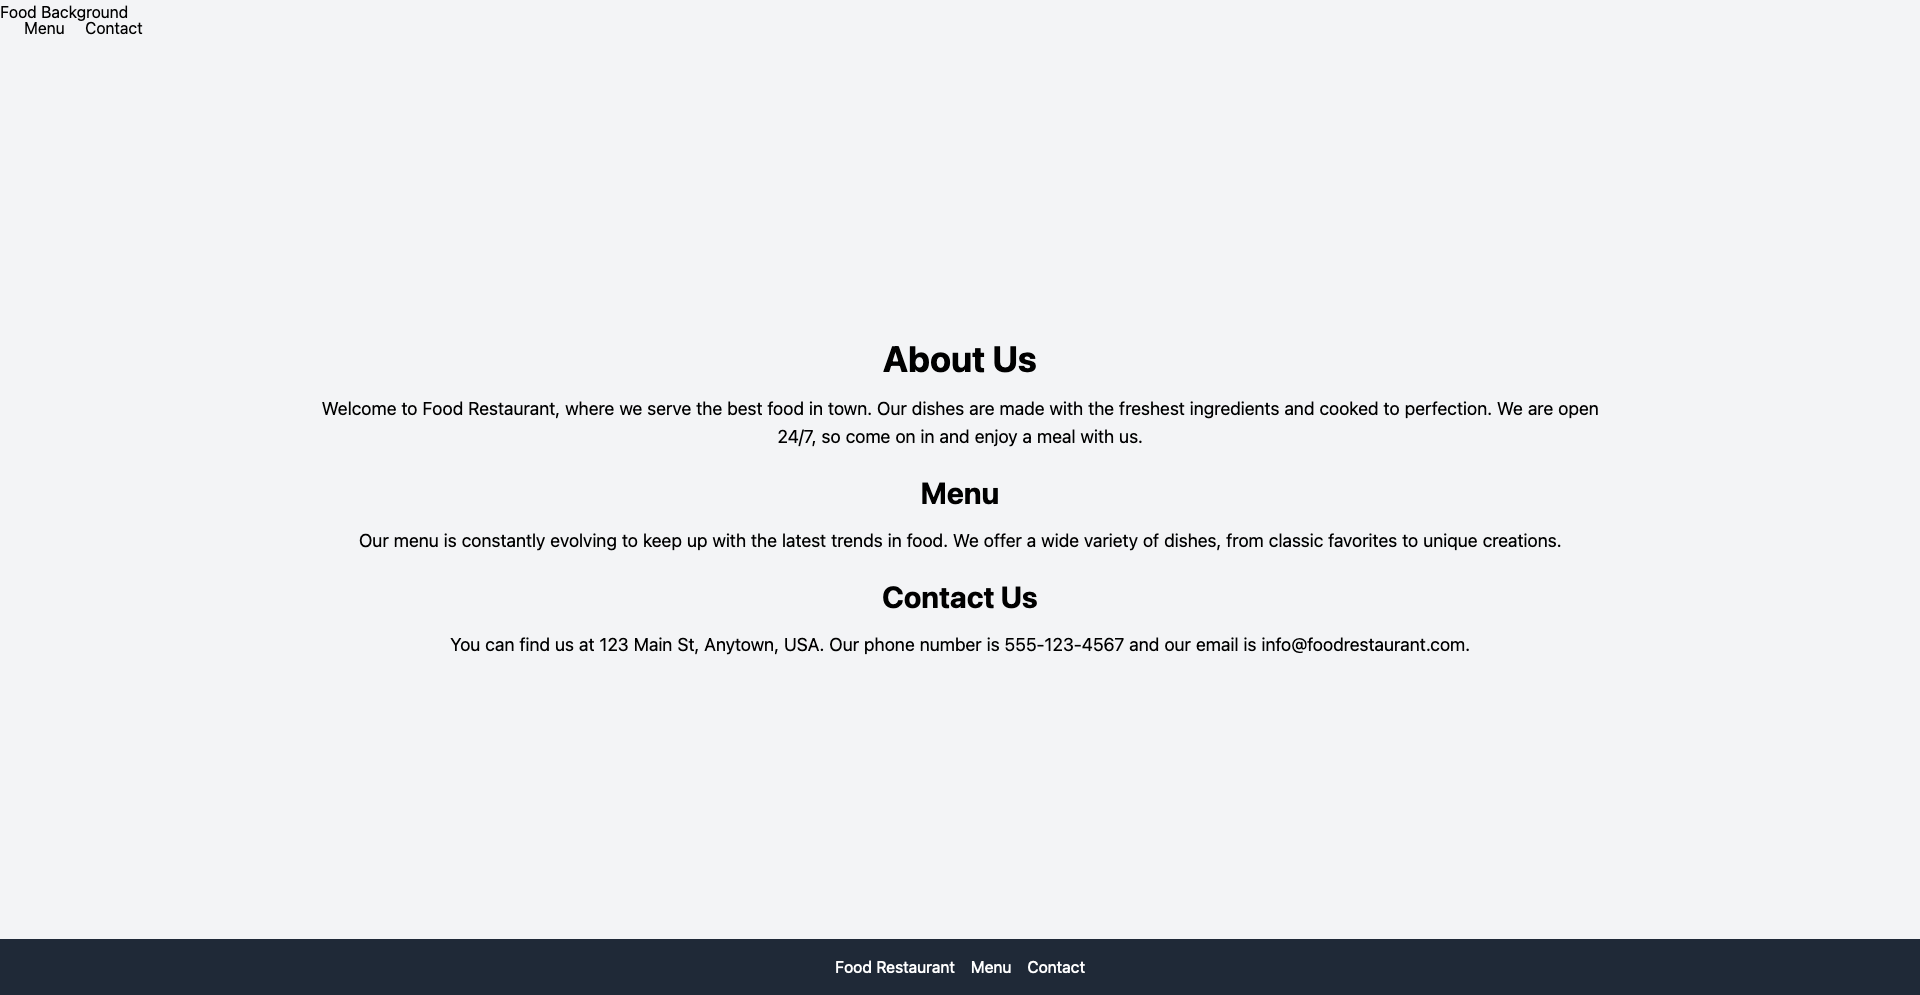 Food Background
Menu Contact
About Us
Welcome to Food Restaurant, where we serve the best food in town. Our dishes are made with the freshest ingredients and cooked to perfection. We are open
24/7, so come on in and enjoy a meal with us.
Menu
Our menu is constantly evolving to keep up with the latest trends in food. We offer a wide variety of dishes, from classic favorites to unique creations.
Contact Us
You can find us at 123 Main St, Anytown, USA. Our phone number is 555-123-4567 and our email is info@foodrestaurant.com.
Food Restaurant Menu Contact